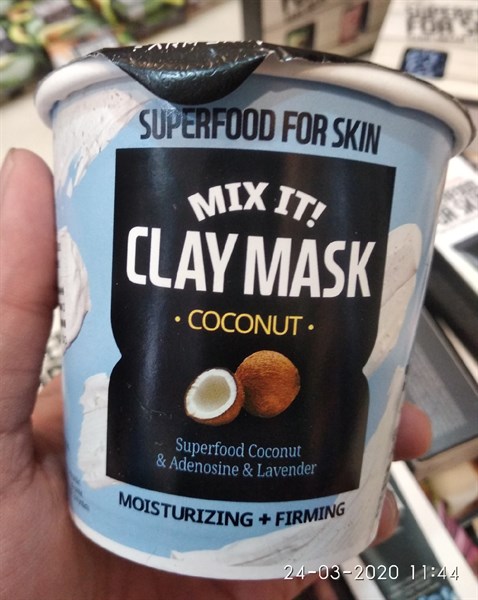 SUPERFOOD FOR SKIN
MIX IT!
CLAY MASK
· COCONUT ·
Superfood Coconut
& Adenosine & Lavender
MOISTURIZING + FIRMING
24-03-2020 11:44